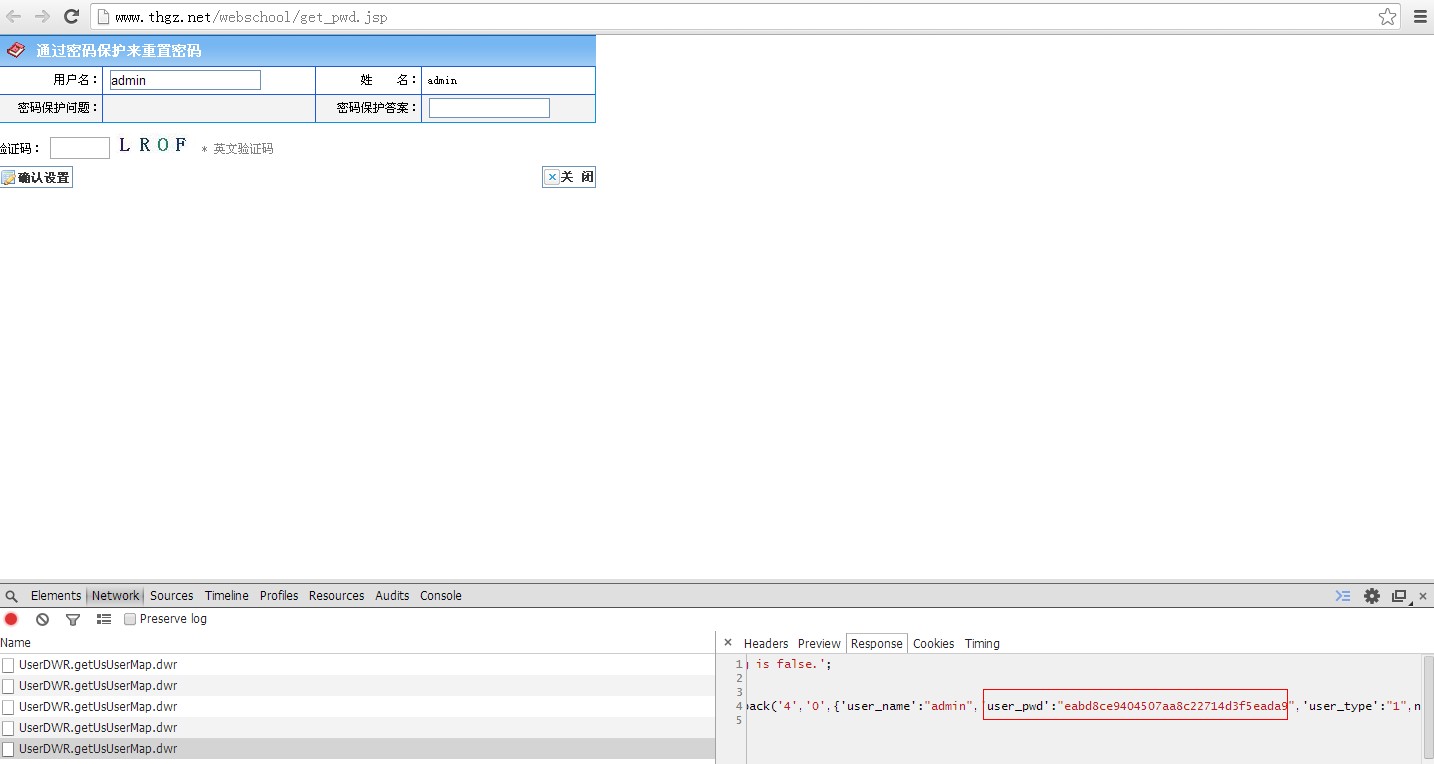 www.thgz.net/webschool/get_pwd.jsp
通过密码保护来重置密码
用户名： admin 姓 名： admin
密码保护问题： 密码保护答案：
验证码： L R O F * 英文验证码
确认设置 关 闭
Elements Network Sources Timeline Profiles Resources Audits Console
Preserve log
Name
UserDWR.getUsUserMap.dwr
UserDWR.getUsUserMap.dwr
UserDWR.getUsUserMap.dwr
UserDWR.getUsUserMap.dwr
UserDWR.getUsUserMap.dwr
× Headers Preview Response Cookies Timing
1 is false.';
2
3
4 back('4','0',{'user_name':"admin",'user_pwd':"eabd8ce9404507aa8c22714d3f5eada9",'user_type':"1",n
5